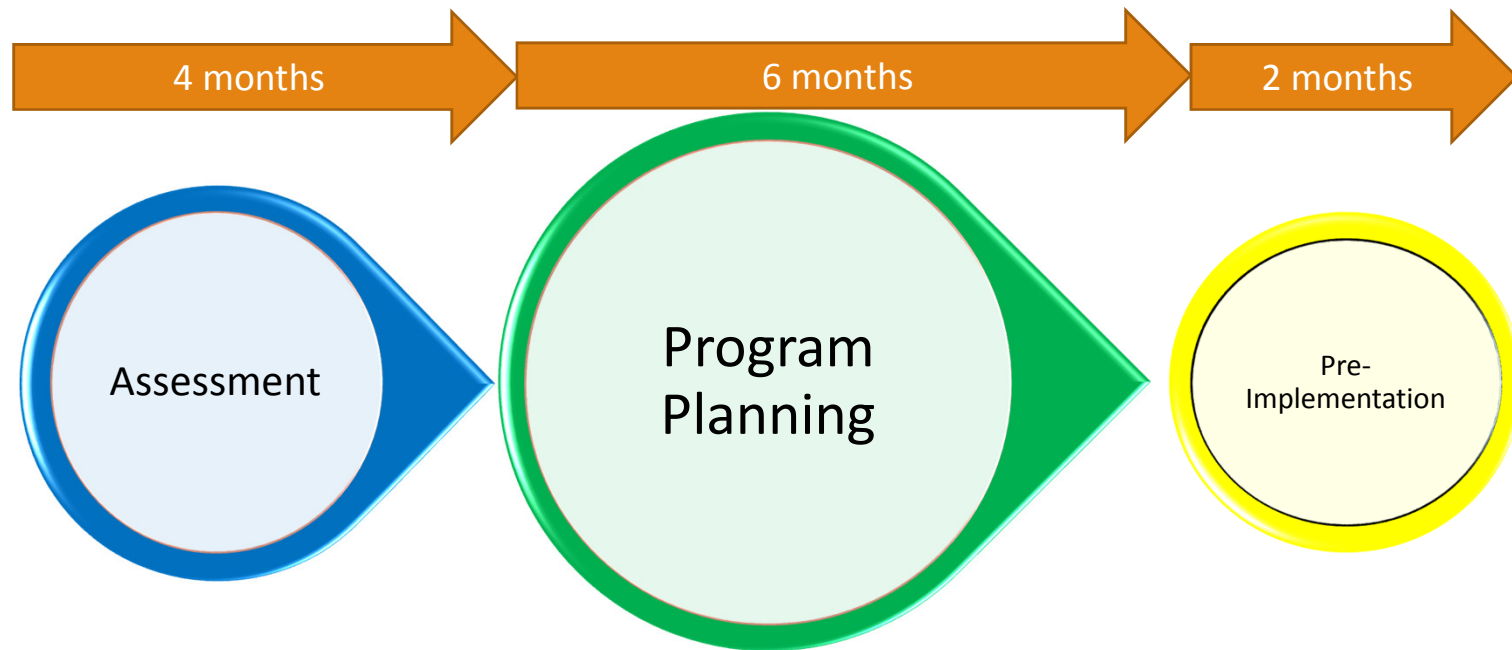 4 months
6 months
2 months
Assessment
Program
Planning
Pre-
Implementation